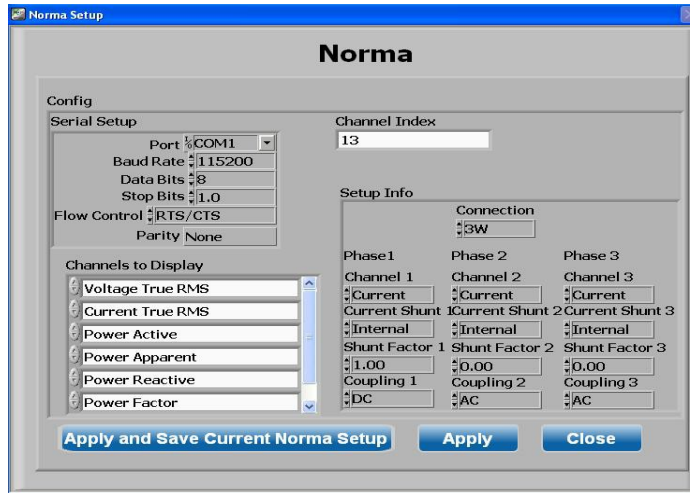 Norma Setup
Norma
Config
Serial Setup
Port COM1
Baud Rate 115200
Data Bits 8
Stop Bits 1.0
Flow Control RTS/CTS
Parity None
Channel Index
13
Channels to Display
Voltage True RMS
Current True RMS
Power Active
Power Apparent
Power Reactive
Power Factor
Setup Info
Connection
3W
Phase1 Phase 2 Phase 3
Channel 1 Channel 2 Channel 3
Current Current Current
Current Shunt 1 Current Shunt 2 Current Shunt 3
Internal Internal Internal
Shunt Factor 1 Shunt Factor 2 Shunt Factor 3
1.00 0.00 0.00
Coupling 1 Coupling 2 Coupling 3
DC AC AC
Apply and Save Current Norma Setup Apply Close